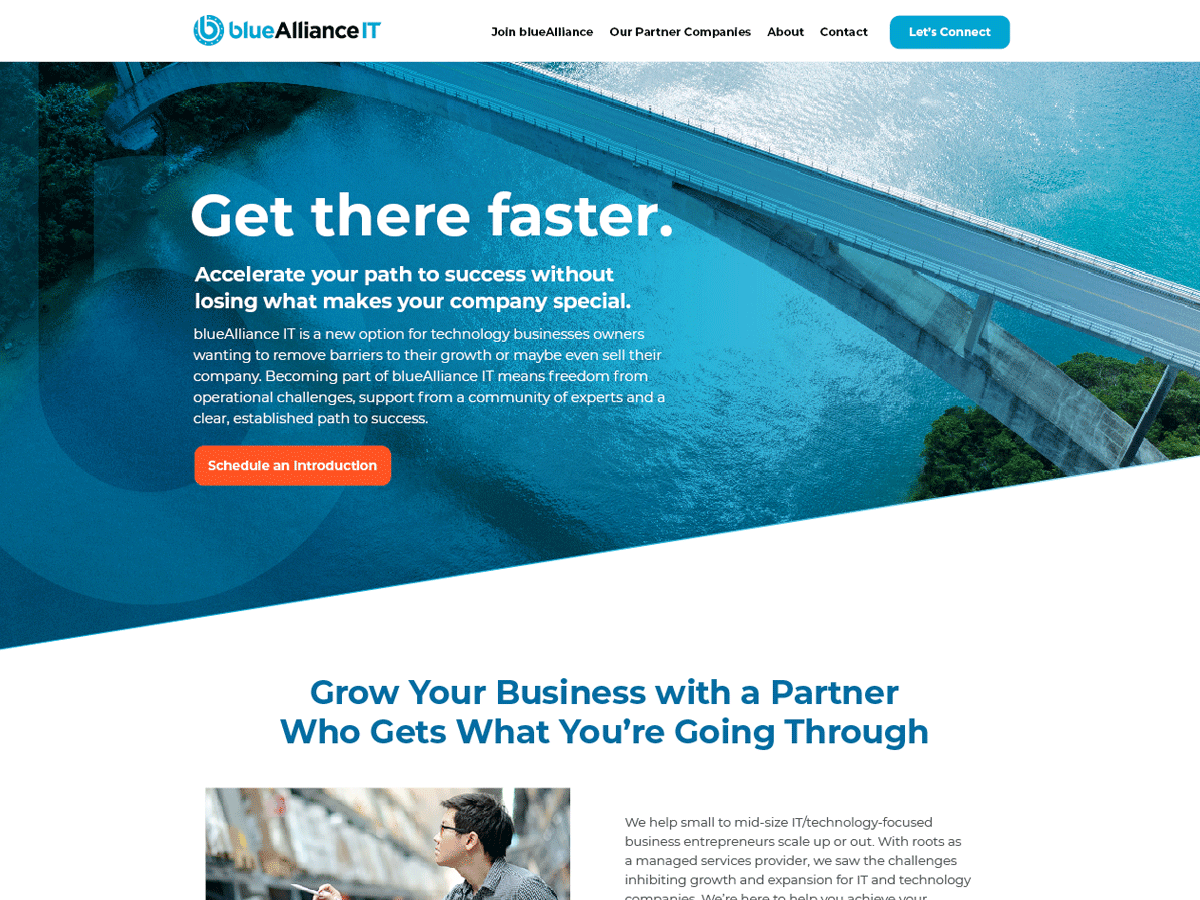 blueAllianceIT
Join blueAlliance
Our Partner Companies
About
Contact
Let's Connect
Get there faster.
Accelerate your path to success without
losing what makes your company special.
blueAlliance IT is a new option for technology businesses owners
wanting to remove barriers to their growth or maybe even sell their
company. Becoming part of blueAlliance IT means freedom from
operational challenges, support from a community of experts and a
clear, established path to success.
Schedule an Introduction
Grow Your Business with a Partner
Who Gets What You're Going Through
We help small to mid-size IT/technology-focused
business entrepreneurs scale up or out. With roots as
a managed services provider, we saw the challenges
inhibiting growth and expansion for IT and technology
companies. We're here to help you achieve your